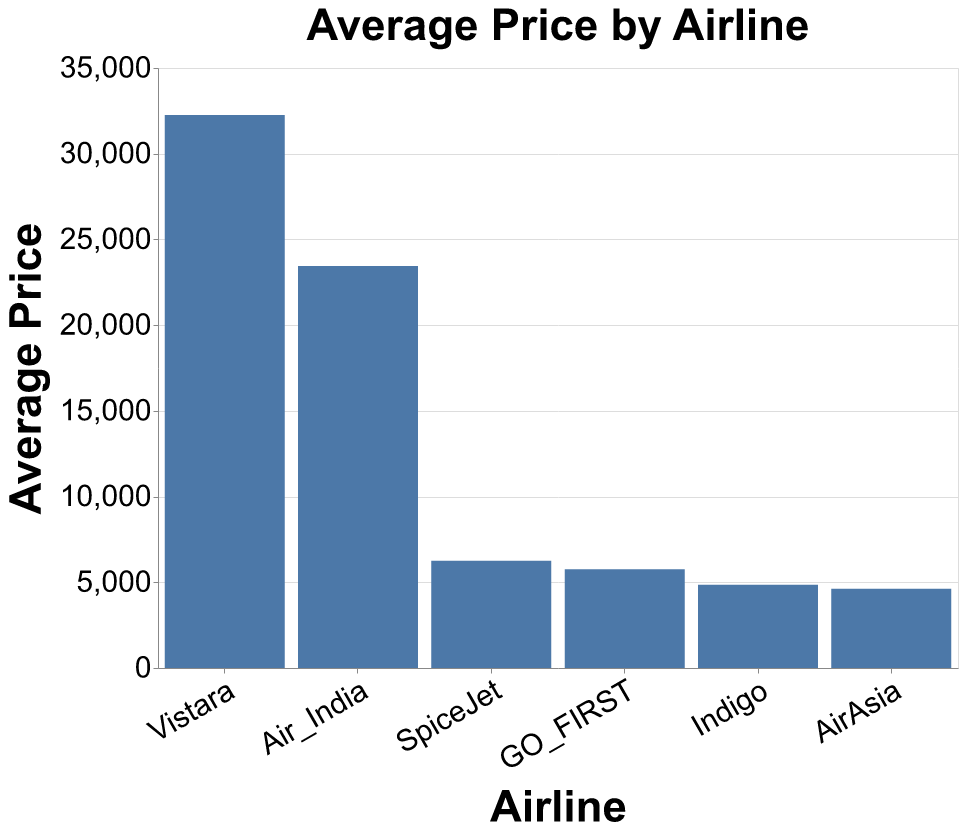 Average Price by Airline
35,000
30,000
25,000
20,000
15,000
10,000
5,000
0
Average Price
Vistara
Air_India
SpiceJet
GO_FIRST
Indigo
AirAsia
Airline